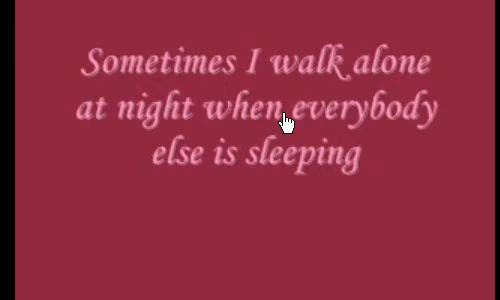 Sometimes I walk alone
at night when everybody
else is sleeping